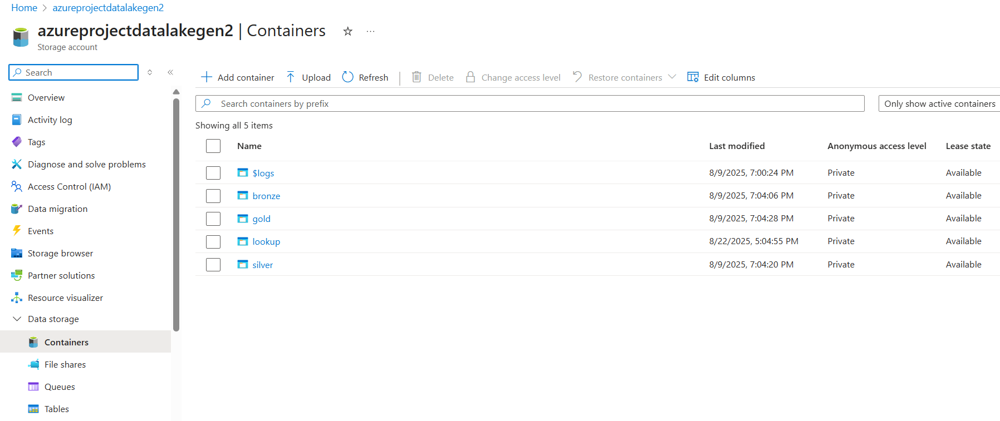 Home > azureprojectdatalakegen2
azureprojectdatalakegen2 | Containers
Storage account
Search
Add container Upload Refresh Delete Change access level Restore containers Edit columns
Search containers by prefix
Only show active containers
Showing all 5 items
Name Last modified Anonymous access level Lease state
$logs 8/9/2025, 7:00:24 PM Private Available
bronze 8/9/2025, 7:04:06 PM Private Available
gold 8/9/2025, 7:04:28 PM Private Available
lookup 8/22/2025, 5:04:55 PM Private Available
silver 8/9/2025, 7:04:20 PM Private Available
Overview
Activity log
Tags
Diagnose and solve problems
Access Control (IAM)
Data migration
Events
Storage browser
Partner solutions
Resource visualizer
Data storage
Containers
File shares
Queues
Tables